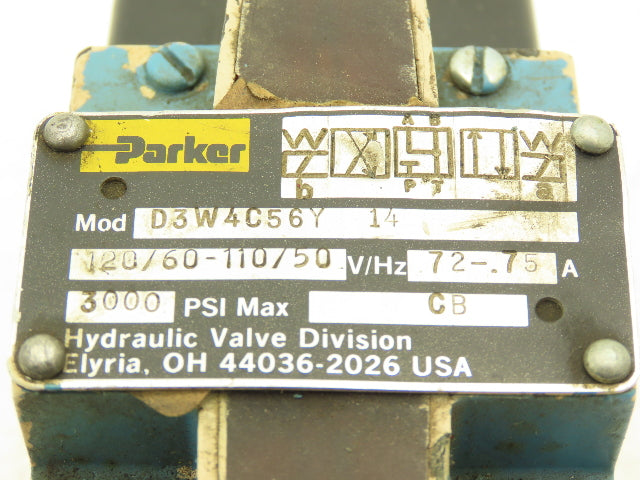 Parker
A B
b P T a
Mod D3W4C56Y 14
120/60-110/50 V/Hz .72-.75 A
3000 PSI Max CB
Hydraulic Valve Division
Elyria, OH 44036-2026 USA